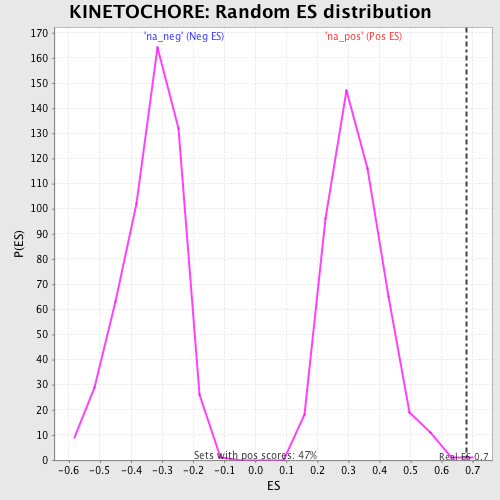 KINETOCHORE: Random ES distribution
'na_neg' (Neg ES) 'na_pos' (Pos ES)
170
160
150
140
130
120
110
100
90
80
70
60
50
40
30
20
10
0
P(ES)
Sets with pos scores: 47%
Real ES 0.7
-0.6 -0.5 -0.4 -0.3 -0.2 -0.1 0.0 0.1 0.2 0.3 0.4 0.5 0.6 0.7
ES